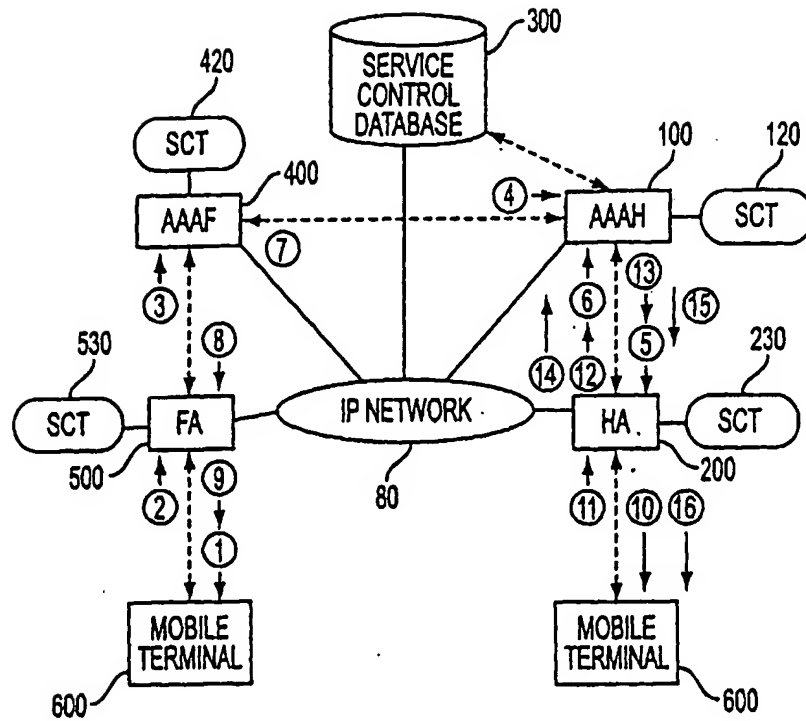 300
420
SERVICE
CONTROL
DATABASE
SCT
400
100
120
AAAF
④
AAAH
SCT
⑦
③
⑥
⑬
⑮
530
⑧
⑤
230
⑭
⑫
SCT
FA
IP NETWORK
HA
SCT
500
②
⑨
80
⑪
200
⑩
⑯
①
MOBILE
TERMINAL
MOBILE
TERMINAL
600
600